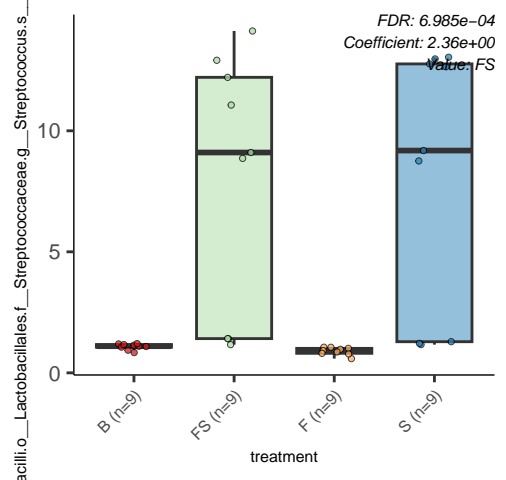 FDR: 6.985e−04
Coefficient: 2.36e+00
Value: FS
acilli.o__Lactobacillales.f__Streptococcaceae.g__Streptococcus.s__
10
5
0
B (n=9)
FS (n=9)
F (n=9)
S (n=9)
treatment